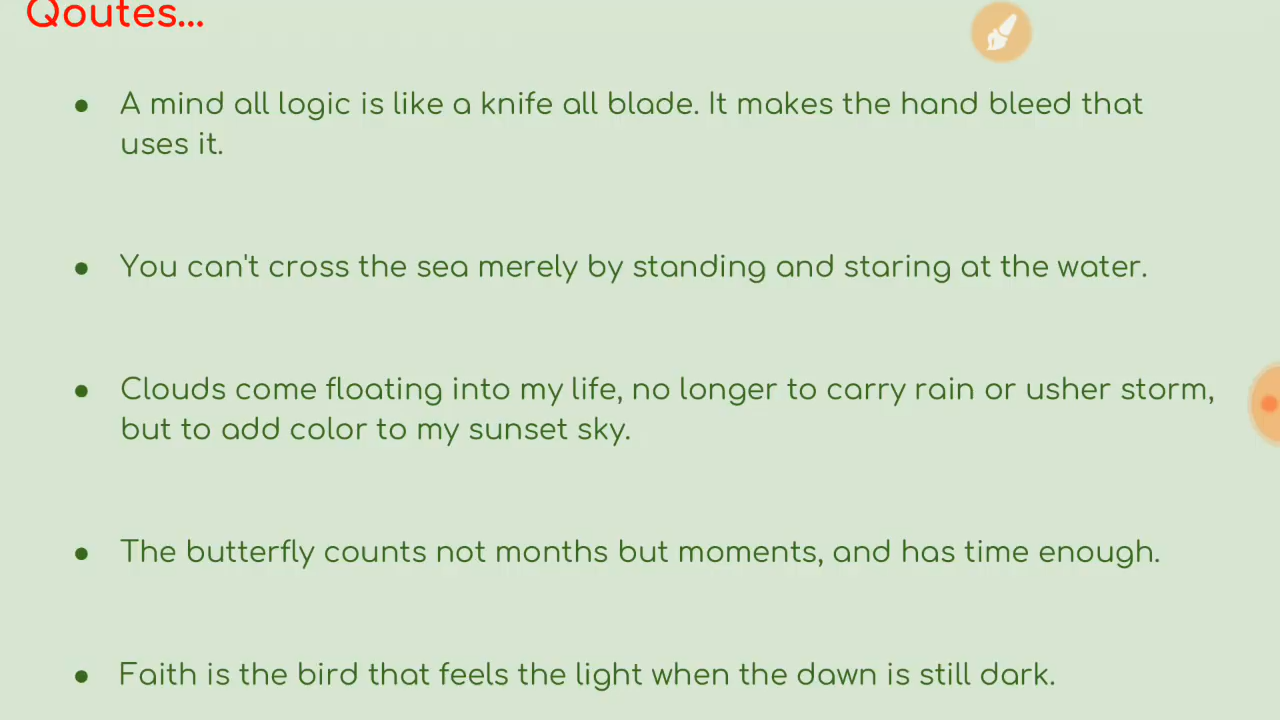 Qoutes...
● A mind all logic is like a knife all blade. It makes the hand bleed that
uses it.
● You can't cross the sea merely by standing and staring at the water.
● Clouds come floating into my life, no longer to carry rain or usher storm,
but to add color to my sunset sky.
● The butterfly counts not months but moments, and has time enough.
● Faith is the bird that feels the light when the dawn is still dark.